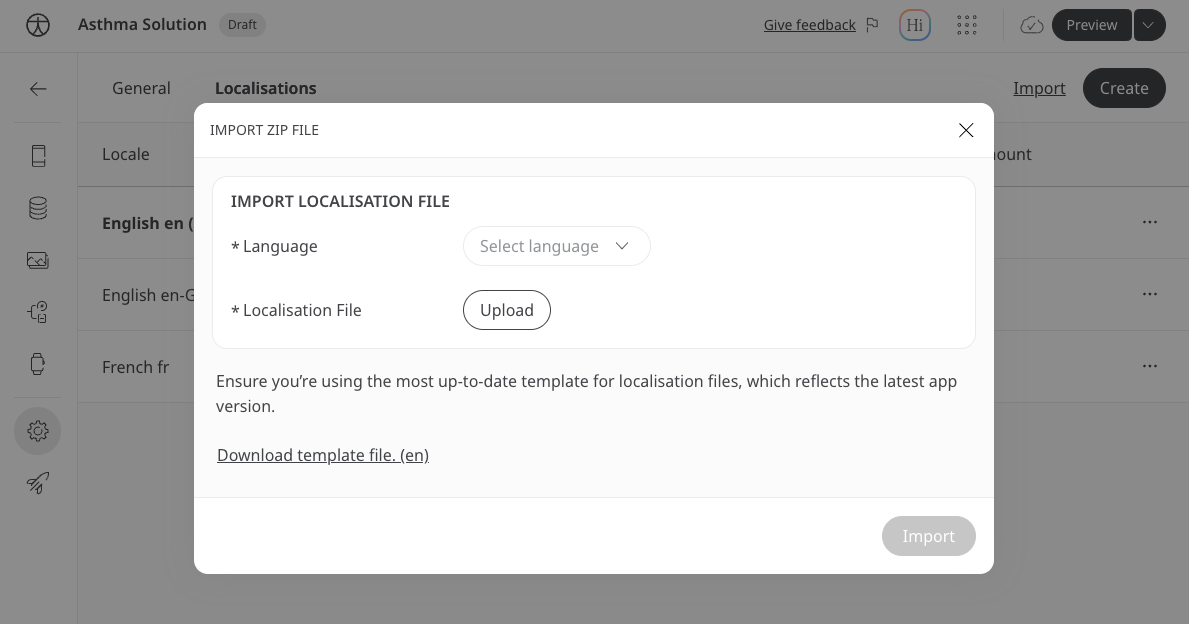 Asthma Solution Draft Give feedback Hi Preview
General Localisations Import Create
IMPORT ZIP FILE
Locale ount
IMPORT LOCALISATION FILE
English en (
* Language Select language
English en-G
* Localisation File Upload
French fr
Ensure you’re using the most up-to-date template for localisation files, which reflects the latest app
version.
Download template file. (en)
Import